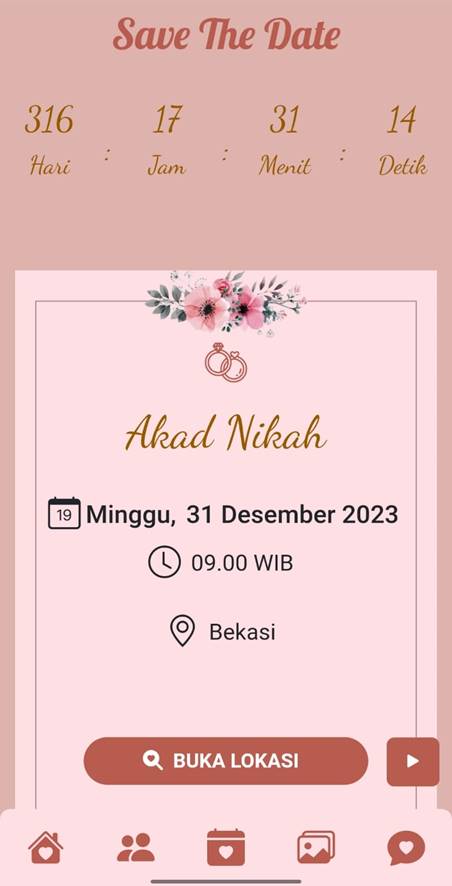 Save The Date
316 : 17 : 31 : 14
Hari Jam Menit Detik
Akad Nikah
19 Minggu, 31 Desember 2023
09.00 WIB
Bekasi
BUKA LOKASI